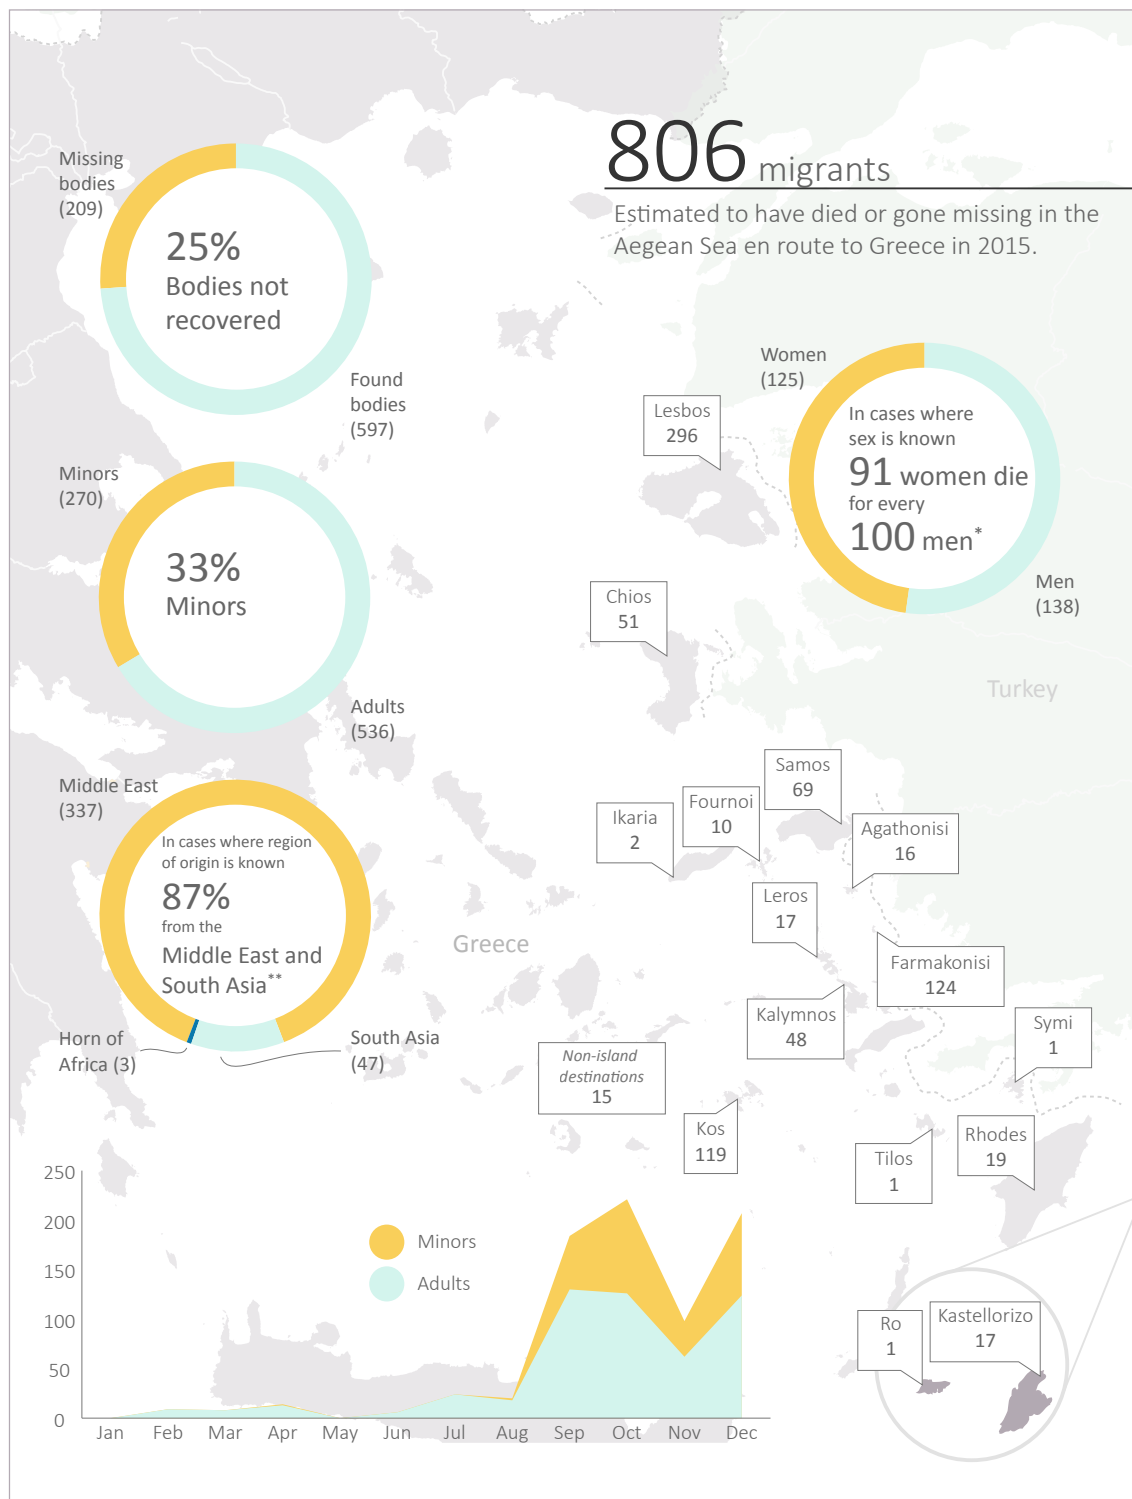 806 migrants
Estimated to have died or gone missing in the
Aegean Sea en route to Greece in 2015.
Missing
bodies
(209)
25%
Bodies not
recovered
Found
bodies
(597)
Minors
(270)
33%
Minors
Adults
(536)
Middle East
(337)
In cases where region
of origin is known
87%
from the
Middle East and
South Asia**
Horn of
Africa (3)
South Asia
(47)
Women
(125)
In cases where
sex is known
91 women die
for every
100 men*
Men
(138)
Lesbos
296
Chios
51
Turkey
Samos
69
Fournoi
10
Ikaria
2
Agathonisi
16
Leros
17
Greece
Farmakonisi
124
Kalymnos
48
Symi
1
Non-island
destinations
15
Kos
119
Tilos
1
Rhodes
19
Ro
1
Kastellorizo
17
250
200
150
100
50
0
Minors
Adults
Jan Feb Mar Apr May Jun Jul Aug Sep Oct Nov Dec